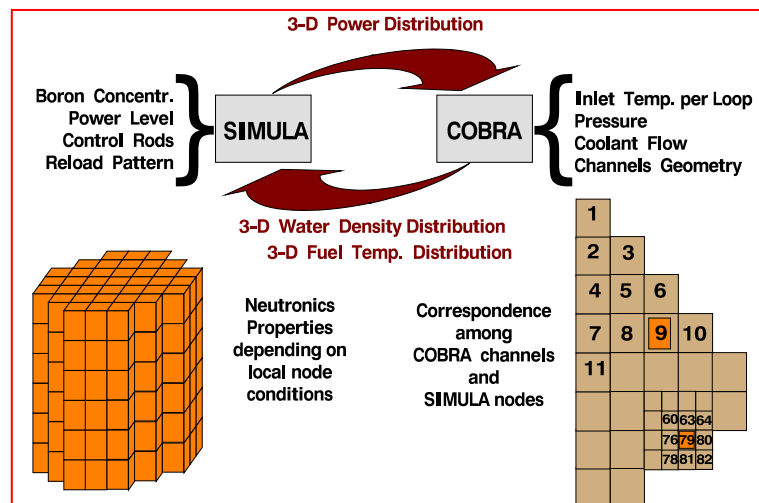 3-D Power Distribution
Boron Concentr.
Power Level
Control Rods
Reload Pattern
SIMULA
COBRA
Inlet Temp. per Loop
Pressure
Coolant Flow
Channels Geometry
3-D Water Density Distribution
3-D Fuel Temp. Distribution
Neutronics
Properties
depending on
local node
conditions
Correspondence
among
COBRA channels
and
SIMULA nodes
1
2 3
4 5 6
7 8 9 10
11
60 63 64
76 79 80
78 81 82